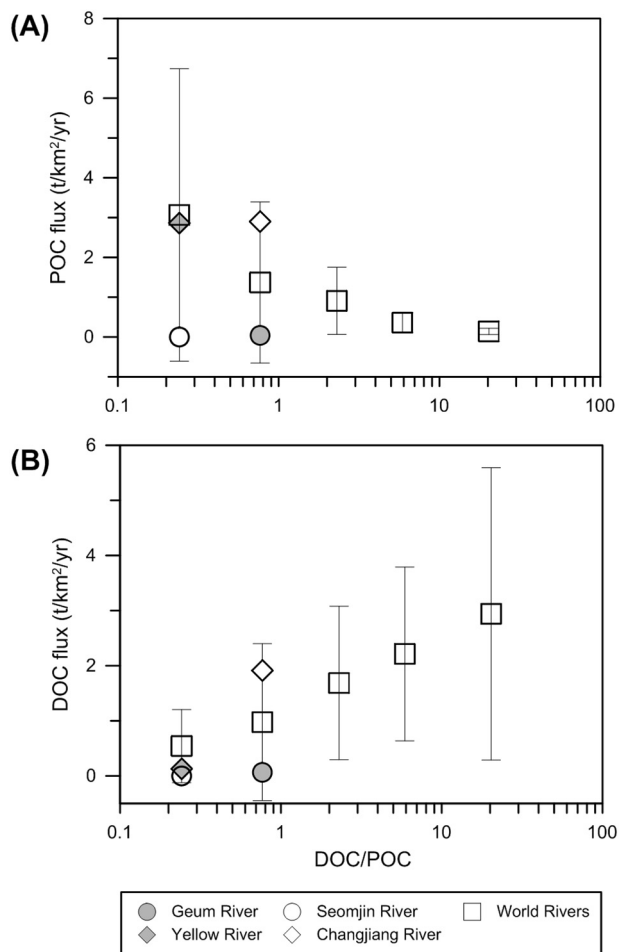 (A)
8
6
4
2
0
POC flux (t/km²/yr)
0.1 1 10 100
(B)
6
4
2
0
DOC flux (t/km²/yr)
0.1 1 10 100
DOC/POC
Geum River Seomjin River World Rivers
Yellow River Changjiang River